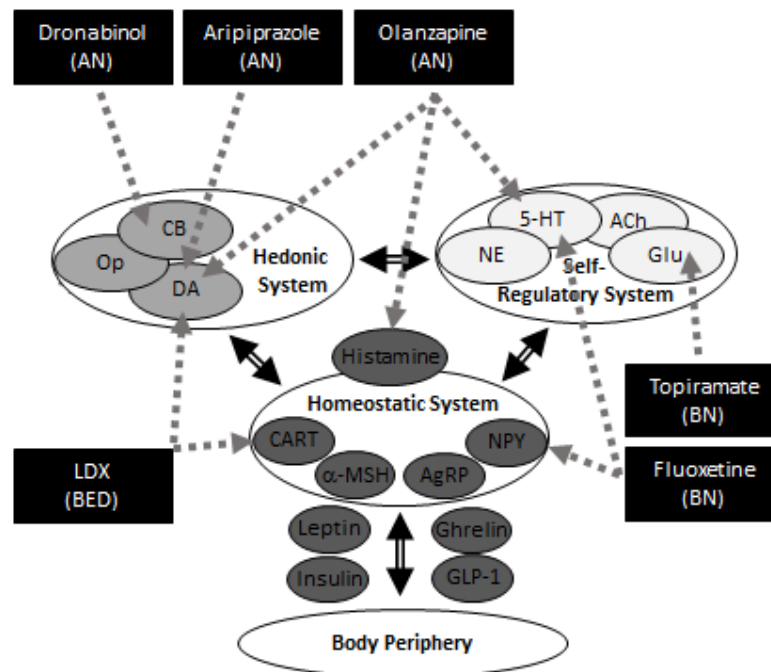 Dronabinol
(AN)
Aripiprazole
(AN)
Olanzapine
(AN)
CB
Op
DA
Hedonic
System
5-HT
ACh
NE
Glu
Self-
Regulatory System
Histamine
Homeostatic System
CART
NPY
α-MSH
AgRP
Topiramate
(BN)
LDX
(BED)
Fluoxetine
(BN)
Leptin
Ghrelin
Insulin
GLP-1
Body Periphery